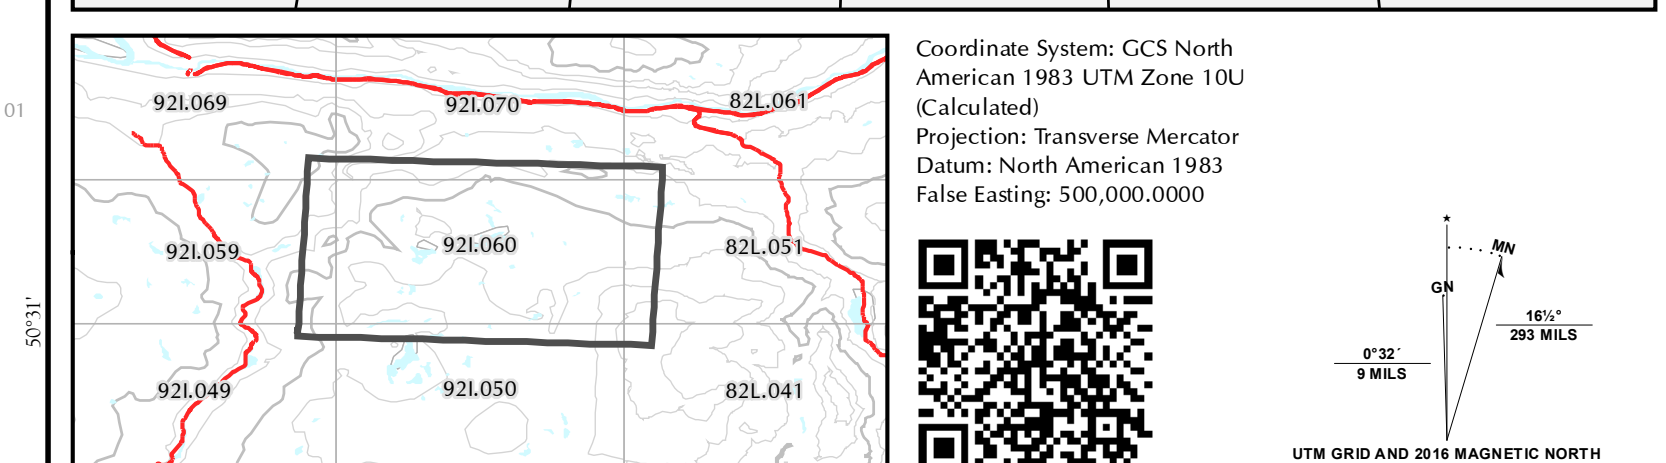 01
50°31'
92I.069
92I.070
82L.061
92I.059
92I.060
82L.051
92I.049
92I.050
82L.041
Coordinate System: GCS North
American 1983 UTM Zone 10U
(Calculated)
Projection: Transverse Mercator
Datum: North American 1983
False Easting: 500,000.0000
MN
GN
16½°
293 MILS
0°32´
9 MILS
UTM GRID AND 2016 MAGNETIC NORTH